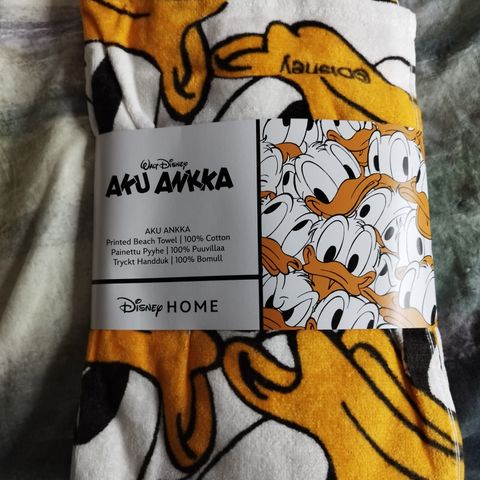 ©Disney
WALT DISNEY
AKU ANKKA
AKU ANKKA
Printed Beach Towel | 100% Cotton
Painettu Pyyhe | 100% Puuvillaa
Tryckt Handduk | 100% Bomull
Disney HOME